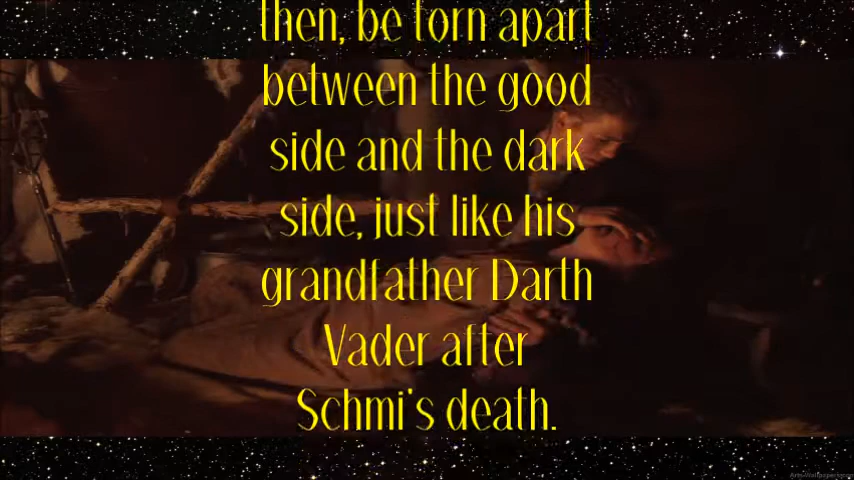 then, be torn apart
between the good
side and the dark
side, just like his
grandfather Darth
Vader after
Schmi's death.